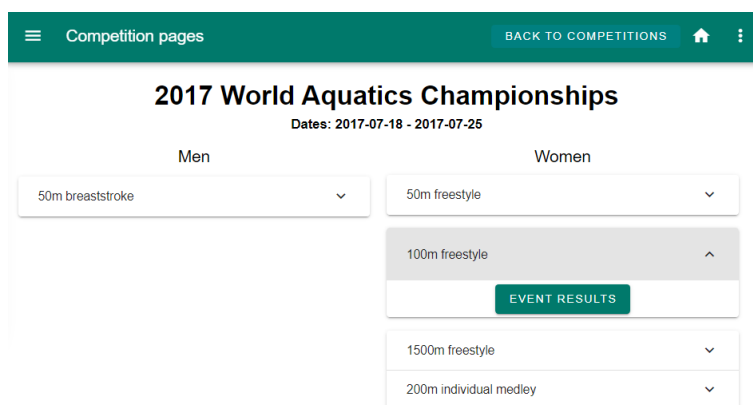 Competition pages
BACK TO COMPETITIONS
2017 World Aquatics Championships
Dates: 2017-07-18 - 2017-07-25
Men
50m breaststroke
Women
50m freestyle
100m freestyle
EVENT RESULTS
1500m freestyle
200m individual medley